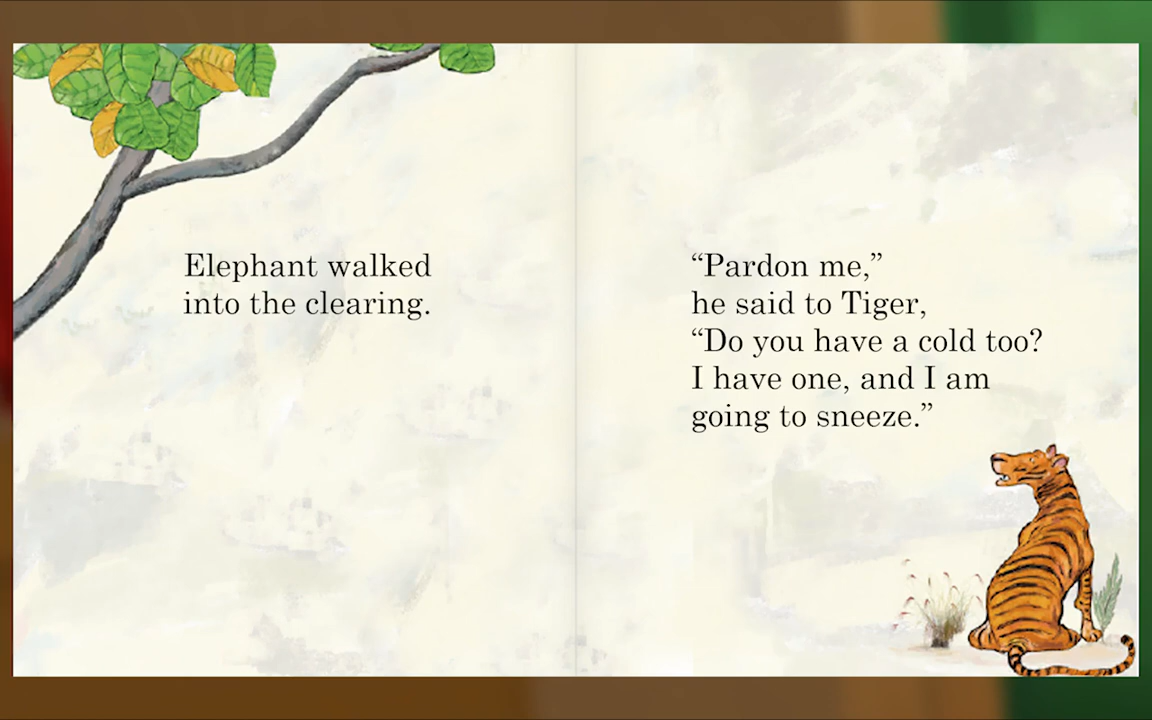 Elephant walked
into the clearing.
“Pardon me,”
he said to Tiger,
“Do you have a cold too?
I have one, and I am
going to sneeze.”